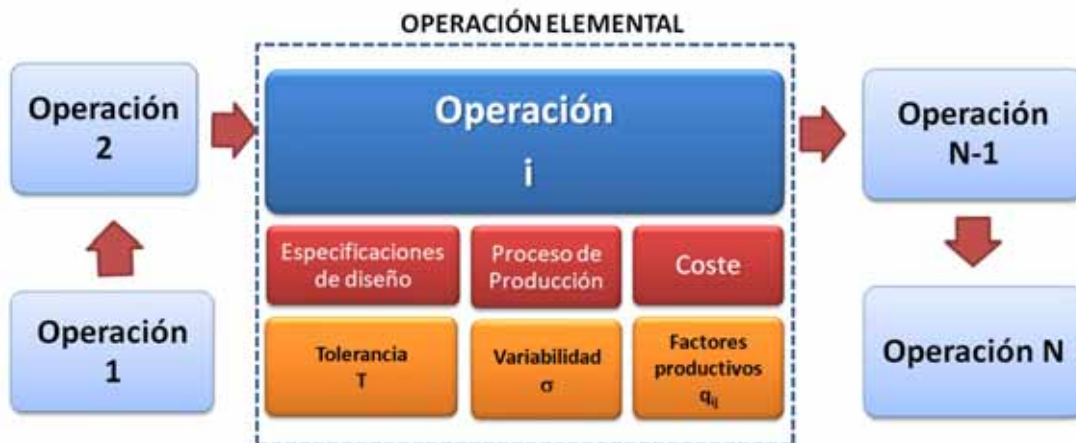 OPERACIÓN ELEMENTAL
Operación
1
Operación
2
Operación
i
Especificaciones
de diseño
Proceso de
Producción
Coste
Tolerancia
T
Variabilidad
σ
Factores
productivos
qij
Operación
N-1
Operación N